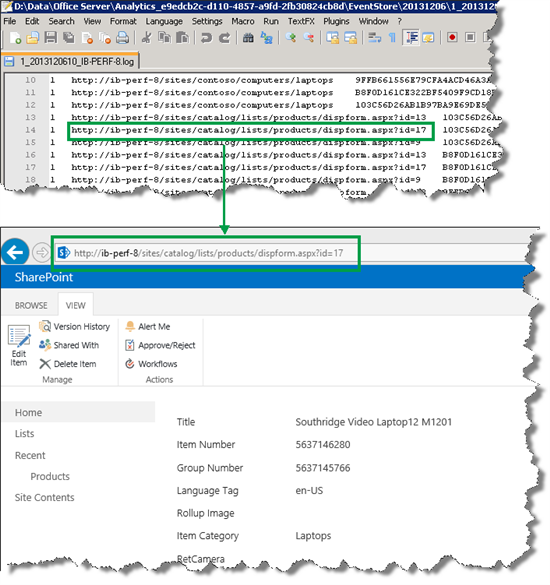 D:\Data\Office Server\Analytics_e9edcb2c-d110-4857-a9fd-2fb30824cb8d\EventStore\20131206\1_20131
Edit Search View Encoding Language Settings Macro Run TextFX Plugins Window ?
1_2013120610_IB-PERF-8.log
10 1 http://ib-perf-8/sites/contoso/computers/laptops 9FFB661556E79CFA4ACD46A3A
11 1 http://ib-perf-8/sites/contoso/computers/laptops B8F0D161CE322BF5409F9CD18
12 1 http://ib-perf-8/sites/contoso/computers/laptops 103C56D26AB1B97BA9E69DE5
13 1 http://ib-perf-8/sites/catalog/lists/products/dispform.aspx?id=13 103C56D26AB
14 1 http://ib-perf-8/sites/catalog/lists/products/dispform.aspx?id=17 103C56D26A
15 1 http://ib-perf-8/sites/catalog/lists/products/dispform.aspx?id=9 103C56D26
16 1 http://ib-perf-8/sites/catalog/lists/products/dispform.aspx?id=13 B8F0D161CE3
17 1 http://ib-perf-8/sites/catalog/lists/products/dispform.aspx?id=17 B8F0D161
18 1 http://ib-perf-8/sites/catalog/lists/products/dispform.aspx?id=9 B8F0D16
http://ib-perf-8/sites/catalog/lists/products/dispform.aspx?id=17
SharePoint
BROWSE VIEW
Edit Item
Version History
Shared With
Delete Item
Manage
Alert Me
Approve/Reject
Workflows
Actions
Home
Lists
Recent
Products
Site Contents
Title Southridge Video Laptop12 M1201
Item Number 5637146280
Group Number 5637145766
Language Tag en-US
Rollup Image
Item Category Laptops
RetCamera